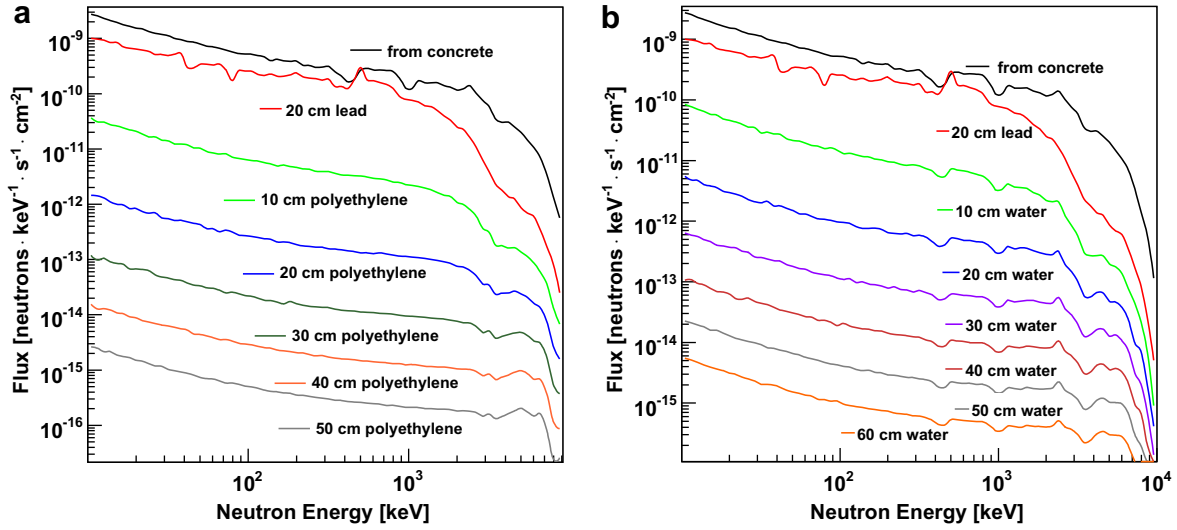 a
Flux [neutrons · keV⁻¹ · s⁻¹ · cm⁻²]
10⁻⁹
10⁻¹⁰
10⁻¹¹
10⁻¹²
10⁻¹³
10⁻¹⁴
10⁻¹⁵
10⁻¹⁶
from concrete
20 cm lead
10 cm polyethylene
20 cm polyethylene
30 cm polyethylene
40 cm polyethylene
50 cm polyethylene
10² 10³
Neutron Energy [keV]
b
Flux [neutrons · keV⁻¹ · s⁻¹ · cm⁻²]
10⁻⁹
10⁻¹⁰
10⁻¹¹
10⁻¹²
10⁻¹³
10⁻¹⁴
10⁻¹⁵
from concrete
20 cm lead
10 cm water
20 cm water
30 cm water
40 cm water
50 cm water
60 cm water
10² 10³ 10⁴
Neutron Energy [keV]